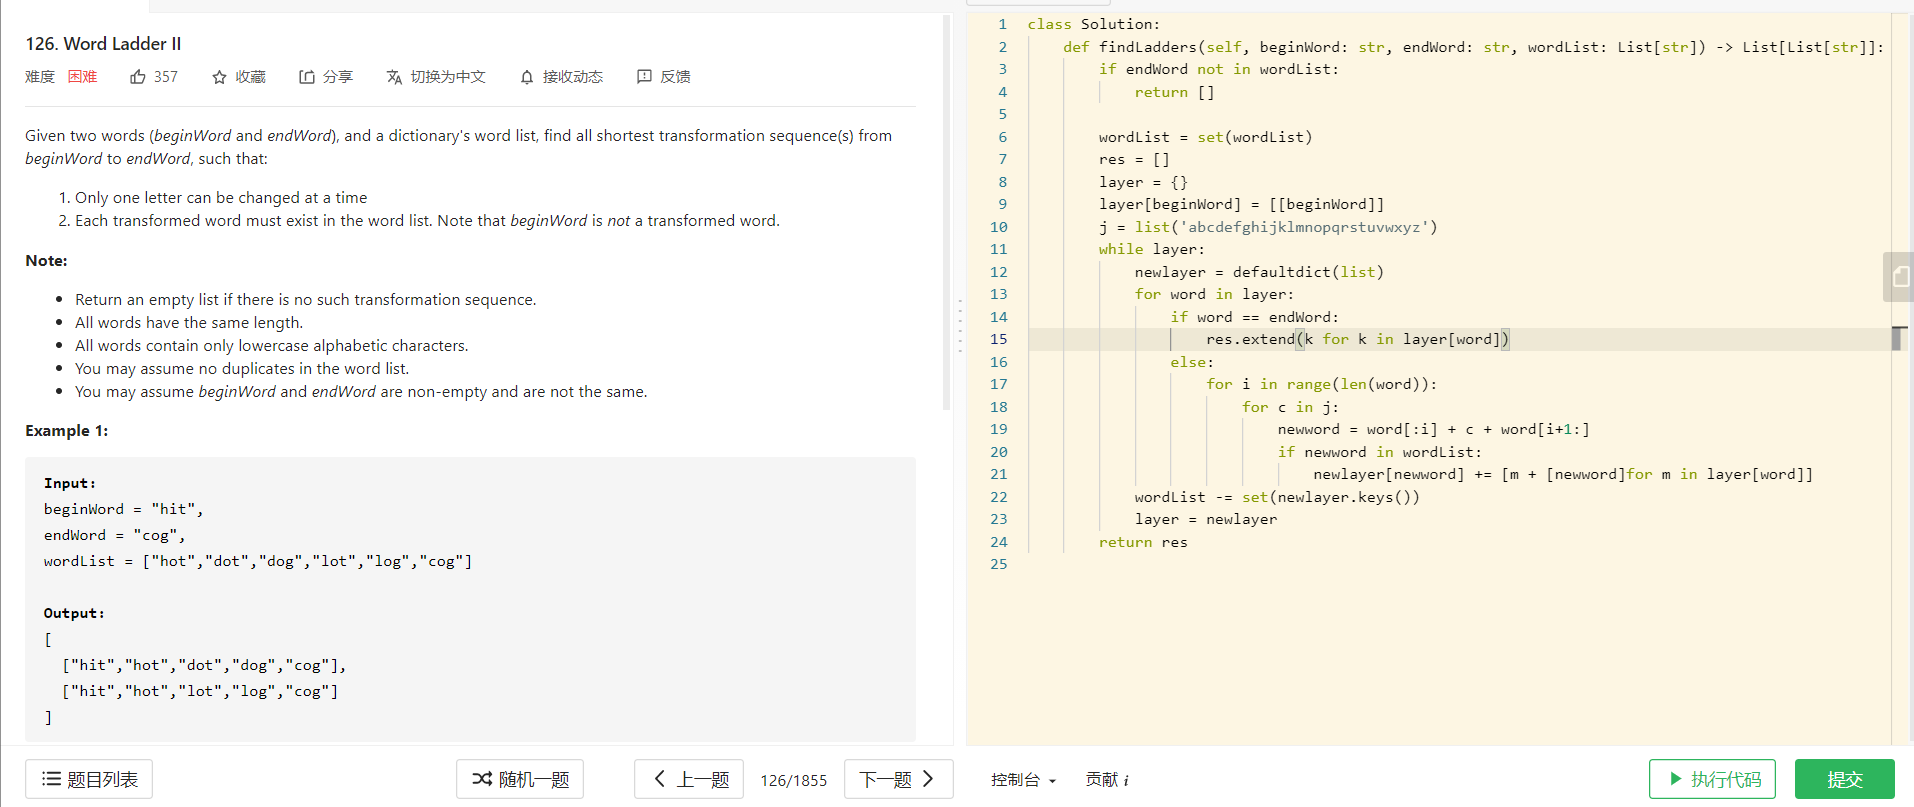 126. Word Ladder II
难度 困难 357 收藏 分享 切换为中文 接收动态 反馈
Given two words (beginWord and endWord), and a dictionary's word list, find all shortest transformation sequence(s) from
beginWord to endWord, such that:
1. Only one letter can be changed at a time
2. Each transformed word must exist in the word list. Note that beginWord is not a transformed word.
Note:
• Return an empty list if there is no such transformation sequence.
• All words have the same length.
• All words contain only lowercase alphabetic characters.
• You may assume no duplicates in the word list.
• You may assume beginWord and endWord are non-empty and are not the same.
Example 1:
Input:
beginWord = "hit",
endWord = "cog",
wordList = ["hot","dot","dog","lot","log","cog"]
Output:
[
["hit","hot","dot","dog","cog"],
["hit","hot","lot","log","cog"]
]
题目列表 随机一题 上一题 126/1855 下一题
1 class Solution:
2 def findLadders(self, beginWord: str, endWord: str, wordList: List[str]) -> List[List[str]]:
3 if endWord not in wordList:
4 return []
5
6 wordList = set(wordList)
7 res = []
8 layer = {}
9 layer[beginWord] = [[beginWord]]
10 j = list('abcdefghijklmnopqrstuvwxyz')
11 while layer:
12 newlayer = defaultdict(list)
13 for word in layer:
14 if word == endWord:
15 res.extend(k for k in layer[word])
16 else:
17 for i in range(len(word)):
18 for c in j:
19 newword = word[:i] + c + word[i+1:]
20 if newword in wordList:
21 newlayer[newword] += [m + [newword]for m in layer[word]]
22 wordList -= set(newlayer.keys())
23 layer = newlayer
24 return res
25
控制台 贡献 i 执行代码 提交